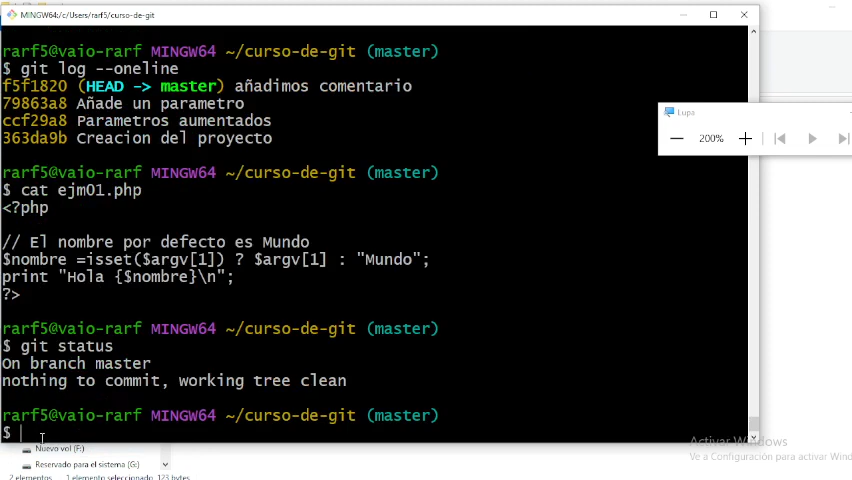 MINGW64:/c/Users/rarf5/curso-de-git
rarf5@vaio-rarf MINGW64 ~/curso-de-git (master)
$ git log --oneline
f5f1820 (HEAD -> master) añadimos comentario
79863a8 Añade un parametro
ccf29a8 Parametros aumentados
363da9b Creacion del proyecto
rarf5@vaio-rarf MINGW64 ~/curso-de-git (master)
$ cat ejm01.php
<?php
// El nombre por defecto es Mundo
$nombre =isset($argv[1]) ? $argv[1] : "Mundo";
print "Hola {$nombre}\n";
?>
rarf5@vaio-rarf MINGW64 ~/curso-de-git (master)
$ git status
On branch master
nothing to commit, working tree clean
rarf5@vaio-rarf MINGW64 ~/curso-de-git (master)
$
Lupa
200%
Activar Windows
Ve a Configuración para activar Wind
Nuevo vol (F:)
Reservado para el sistema (G:)
2 elementos 1 elemento seleccionado 123 bytes